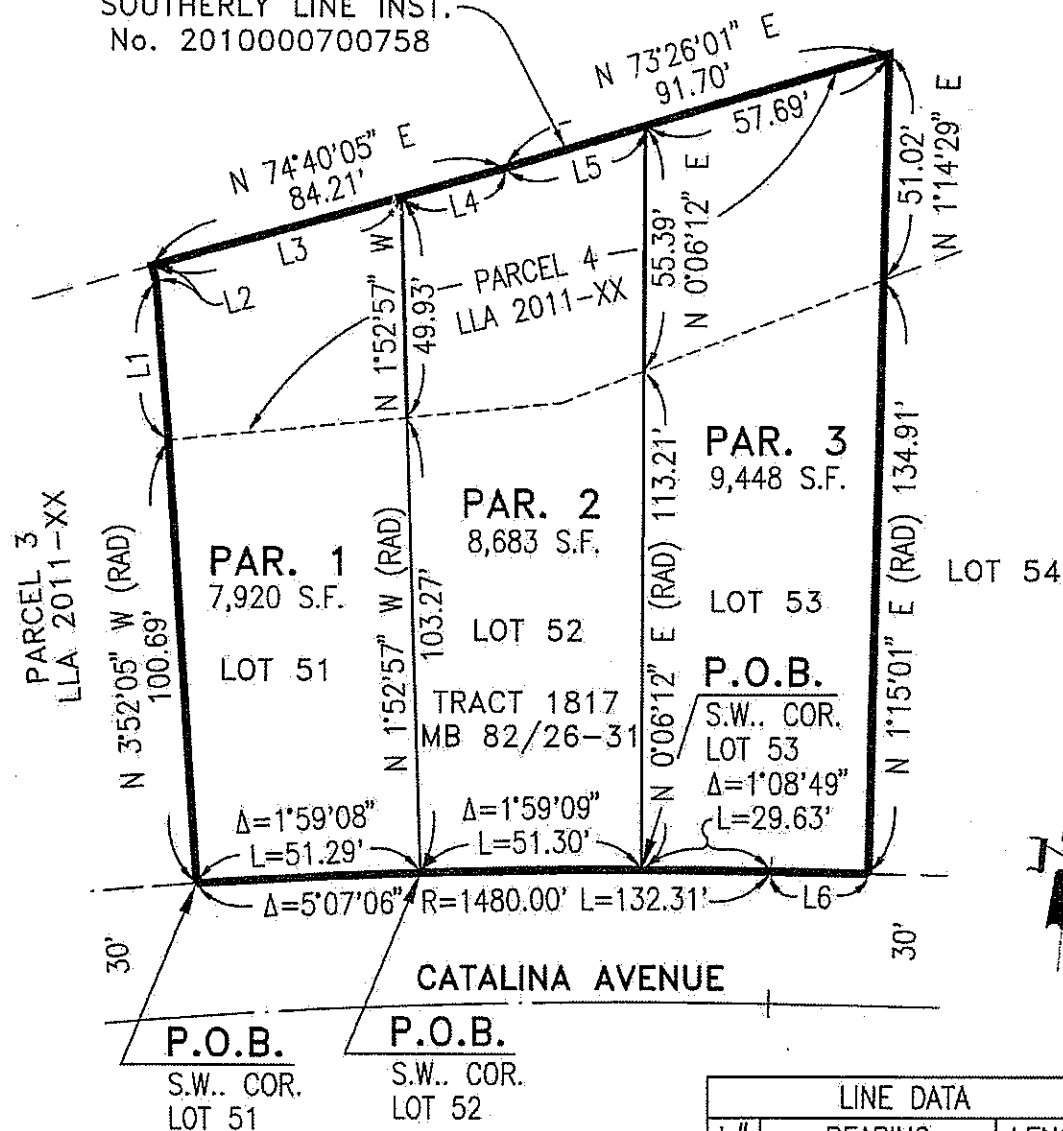 SOUTHERLY LINE INST.
No. 2010000700758
N 73°26'01" E
91.70'
57.69'
N 74°40'05" E
84.21'
L5
L4
L3
L2
L1
51.02'
N 1°14'29" E
PARCEL 4
LLA 2011-XX
N 1°52'57" W
49.93'
55.39'
N 0°06'12" E
PARCEL 3
LLA 2011-XX
N 3°52'05" W (RAD)
100.69'
PAR. 1
7,920 S.F.
LOT 51
N 1°52'57" W (RAD)
103.27'
PAR. 2
8,683 S.F.
LOT 52
TRACT 1817
MB 82/26-31
N 0°06'12" E (RAD) 113.21'
PAR. 3
9,448 S.F.
LOT 53
N 1°15'01" E (RAD) 134.91'
LOT 54
P.O.B.
S.W.. COR.
LOT 53
Δ=1°08'49"
L=29.63'
Δ=1°59'08"
L=51.29'
Δ=1°59'09"
L=51.30'
Δ=5°07'06" R=1480.00' L=132.31'
L6
30'
30'
CATALINA AVENUE
P.O.B.
S.W.. COR.
LOT 51
P.O.B.
S.W.. COR.
LOT 52
LINE DATA
BEARING